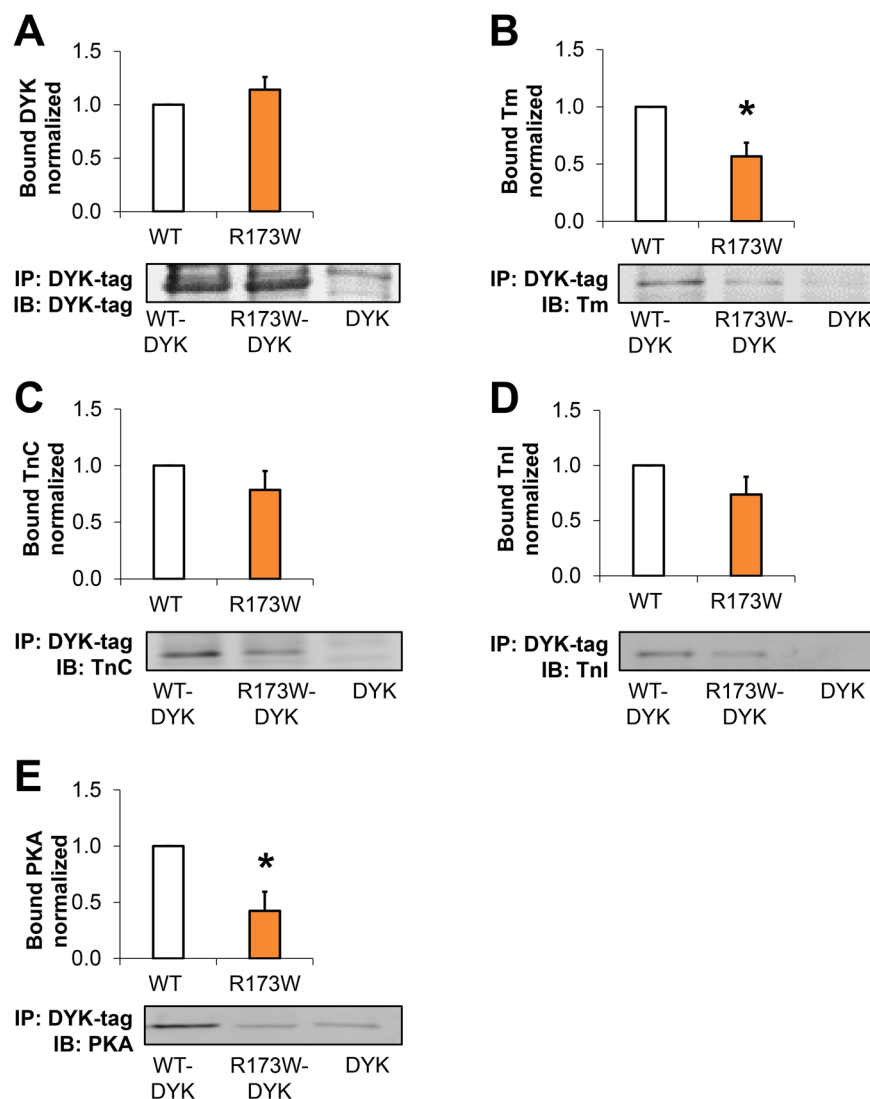 A
Bound DYK
normalized
1.5
1.0
0.5
0.0
WT
R173W
IP: DYK-tag
IB: DYK-tag
WT-
DYK
R173W-
DYK
DYK
B
Bound Tm
normalized
1.5
1.0
0.5
0.0
*
WT
R173W
IP: DYK-tag
IB: Tm
WT-
DYK
R173W-
DYK
DYK
C
Bound TnC
normalized
1.5
1.0
0.5
0.0
WT
R173W
IP: DYK-tag
IB: TnC
WT-
DYK
R173W-
DYK
DYK
D
Bound TnI
normalized
1.5
1.0
0.5
0.0
WT
R173W
IP: DYK-tag
IB: TnI
WT-
DYK
R173W-
DYK
DYK
E
Bound PKA
normalized
1.5
1.0
0.5
0.0
*
WT
R173W
IP: DYK-tag
IB: PKA
WT-
DYK
R173W-
DYK
DYK